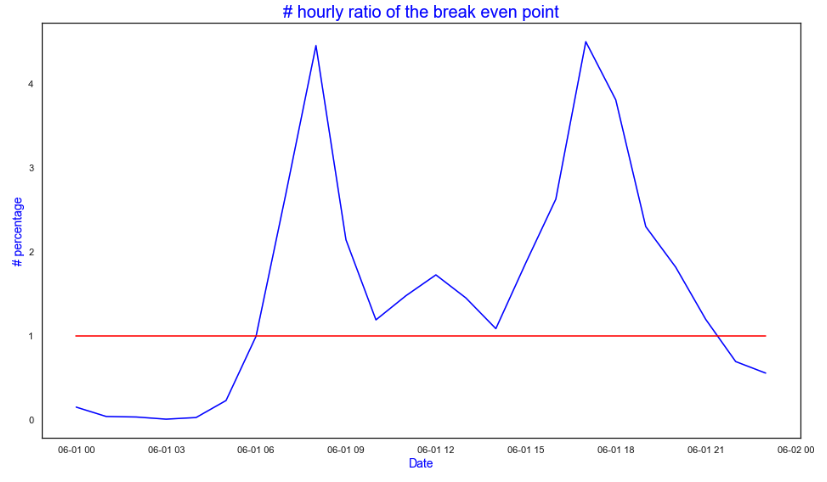 # hourly ratio of the break even point
# percentage
4
3
2
1
0
06-01 00 06-01 03 06-01 06 06-01 09 06-01 12 06-01 15 06-01 18 06-01 21 06-02 00
Date